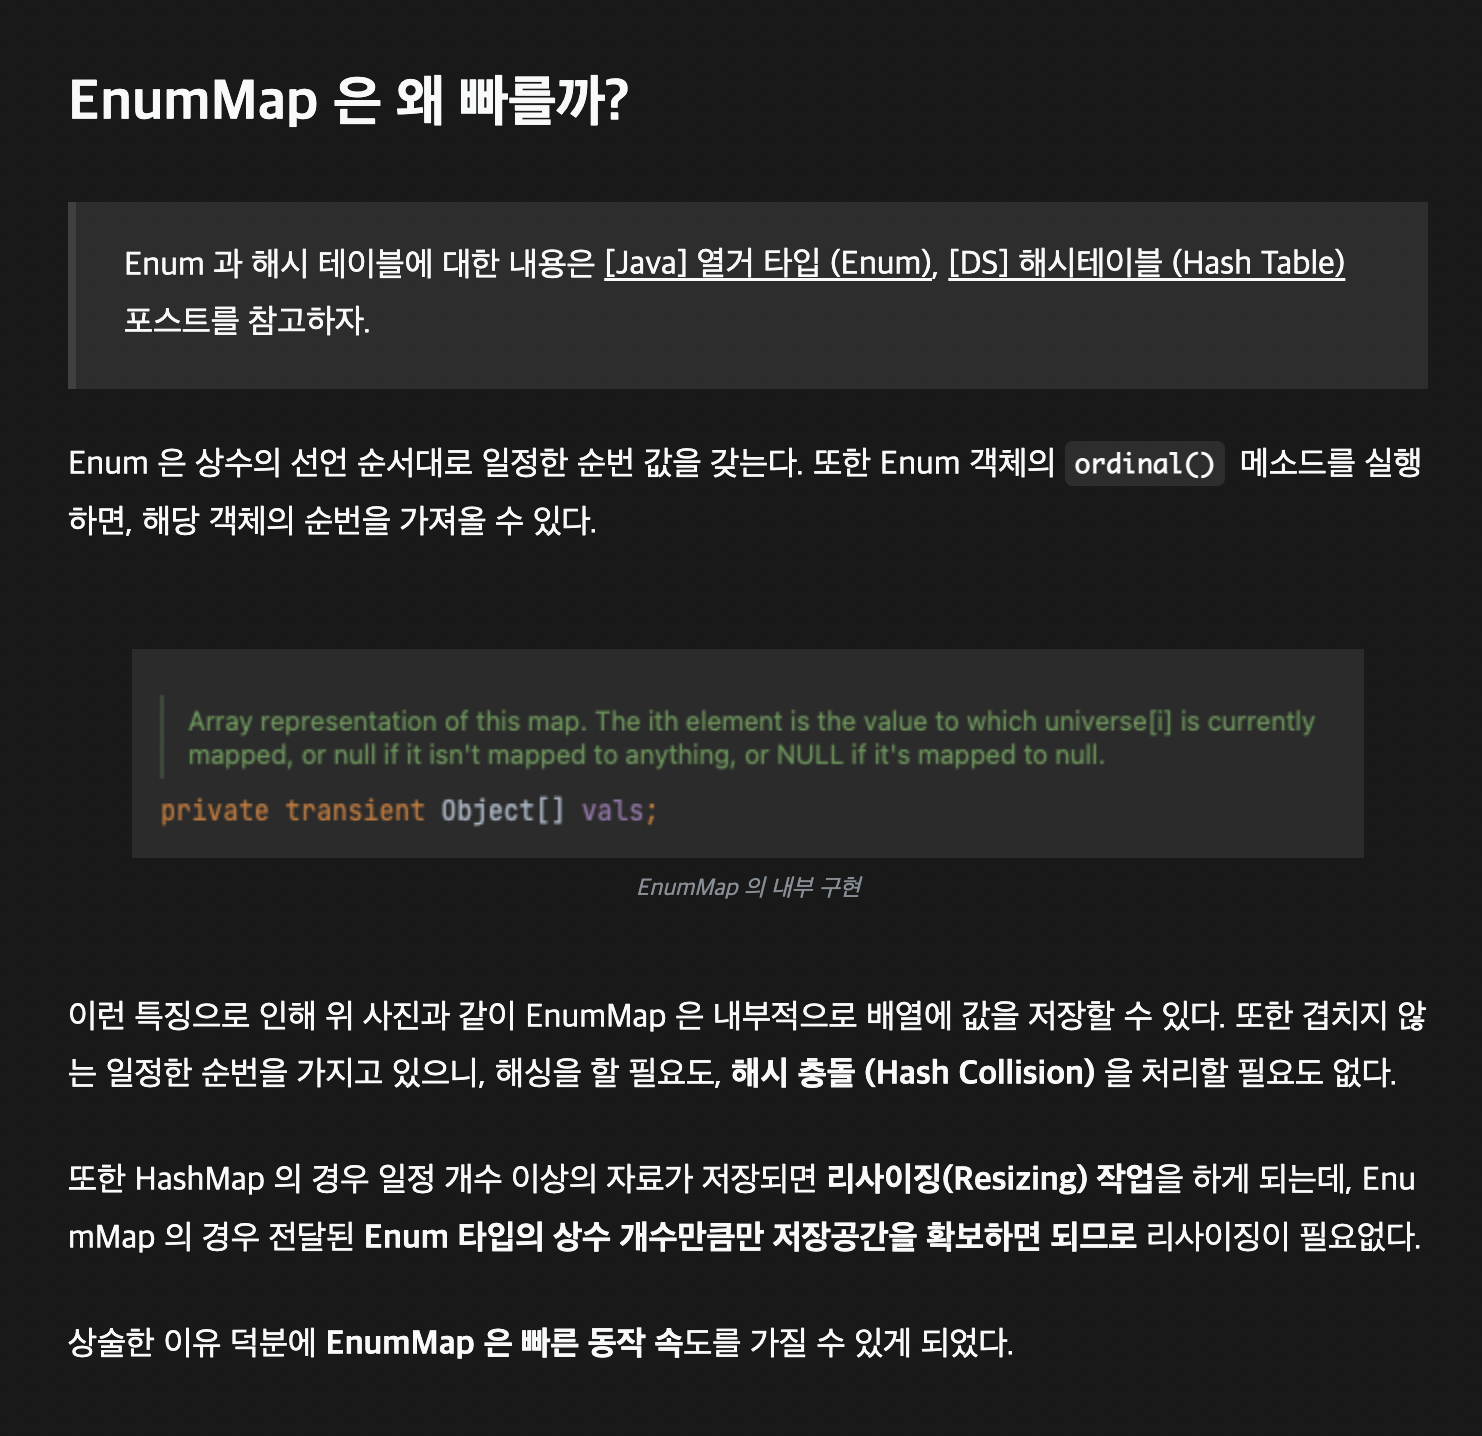 EnumMap 은 왜 빠를까?
Enum 과 해시 테이블에 대한 내용은 [Java] 열거 타입 (Enum), [DS] 해시테이블 (Hash Table)
포스트를 참고하자.
Enum 은 상수의 선언 순서대로 일정한 순번 값을 갖는다. 또한 Enum 객체의 ordinal() 메소드를 실행
하면, 해당 객체의 순번을 가져올 수 있다.
Array representation of this map. The ith element is the value to which universe[i] is currently
mapped, or null if it isn't mapped to anything, or NULL if it's mapped to null.
private transient Object[] vals;
EnumMap 의 내부 구현
이런 특징으로 인해 위 사진과 같이 EnumMap 은 내부적으로 배열에 값을 저장할 수 있다. 또한 겹치지 않
는 일정한 순번을 가지고 있으니, 해싱을 할 필요도, 해시 충돌 (Hash Collision) 을 처리할 필요도 없다.
또한 HashMap 의 경우 일정 개수 이상의 자료가 저장되면 리사이징(Resizing) 작업을 하게 되는데, Enu
mMap 의 경우 전달된 Enum 타입의 상수 개수만큼만 저장공간을 확보하면 되므로 리사이징이 필요없다.
상술한 이유 덕분에 EnumMap 은 빠른 동작 속도를 가질 수 있게 되었다.